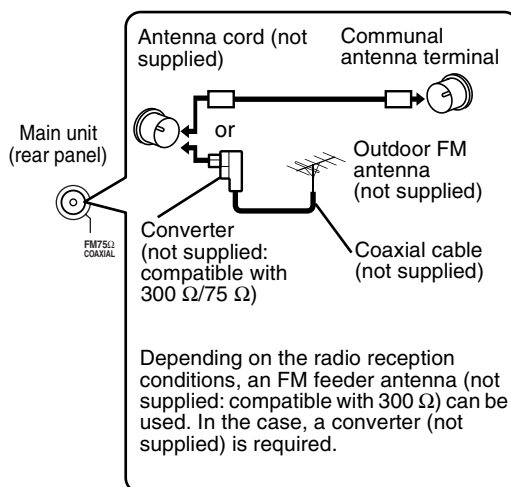 Antenna cord (not
supplied)
Communal
antenna terminal
Main unit
(rear panel)
or
Outdoor FM
antenna
(not supplied)
FM75Ω
COAXIAL
Converter
(not supplied:
compatible with
300 Ω/75 Ω)
Coaxial cable
(not supplied)
Depending on the radio reception
conditions, an FM feeder antenna (not
supplied: compatible with 300 Ω) can be
used. In the case, a converter (not
supplied) is required.